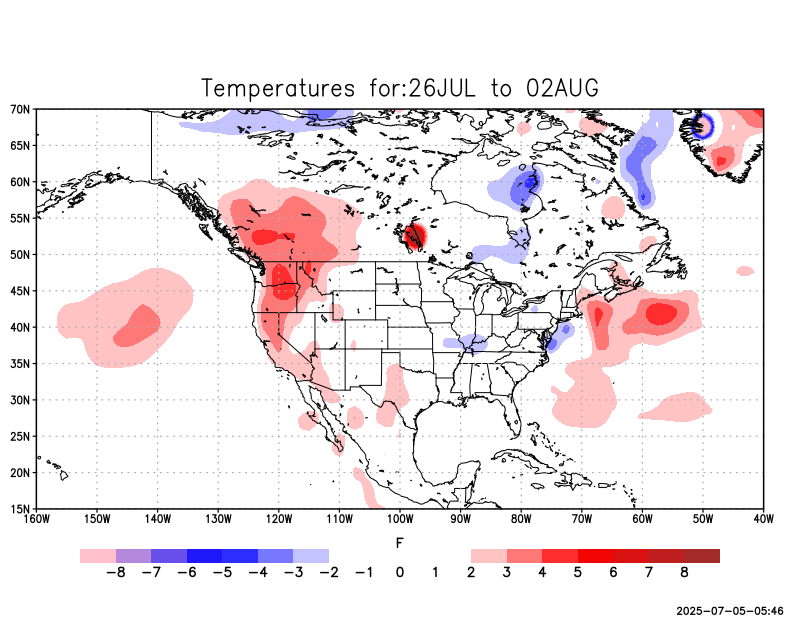 Temperatures for:26JUL to 02AUG
70N
65N
60N
55N
50N
45N
40N
35N
30N
25N
20N
15N
160W 150W 140W 130W 120W 110W 100W 90W 80W 70W 60W 50W 40W
F
-8 -7 -6 -5 -4 -3 -2 -1 0 1 2 3 4 5 6 7 8
2025-07-05-05:46